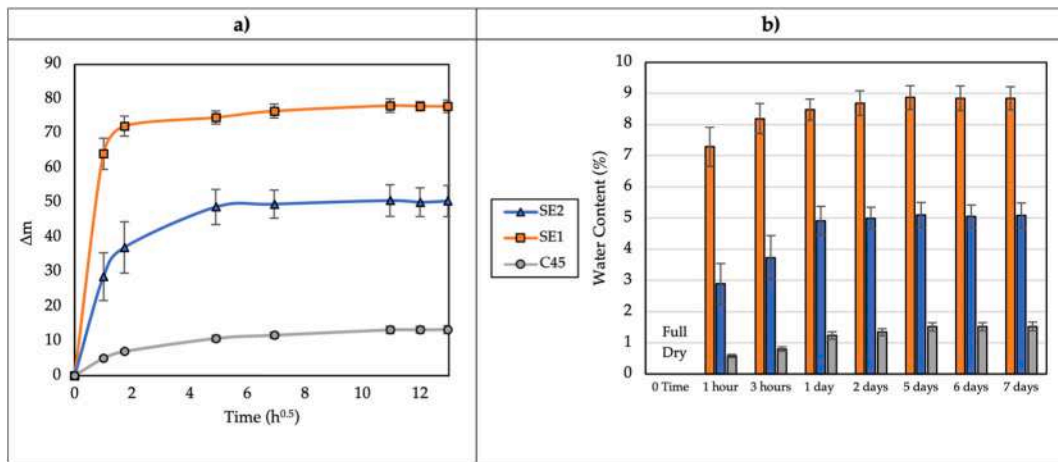 a)
b)
Δm
90
80
70
60
50
40
30
20
10
0
0 2 4 6 8 10 12
Time (h0.5)
SE2
SE1
C45
Water Content (%)
10
9
8
7
6
5
4
3
2
1
0
Full
Dry
0 Time 1 hour 3 hours 1 day 2 days 5 days 6 days 7 days